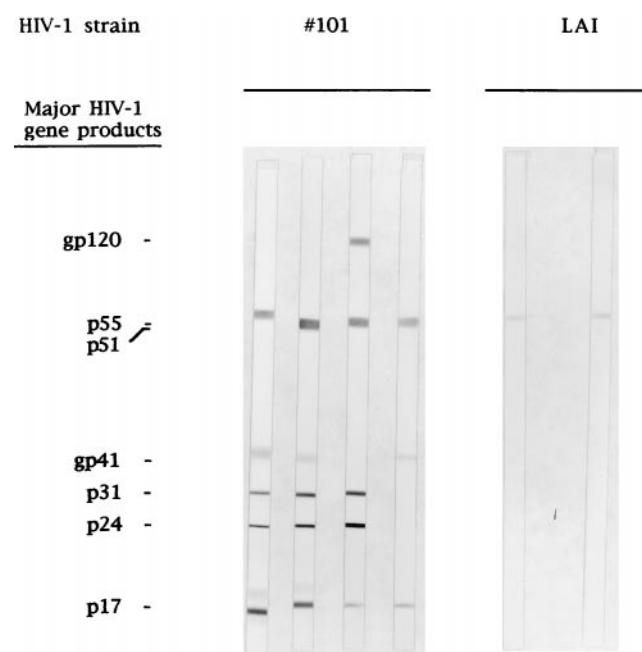 HIV-1 strain #101 LAI
Major HIV-1
gene products
gp120 -
p55 -
p51
gp41 -
p31 -
p24 -
p17 -